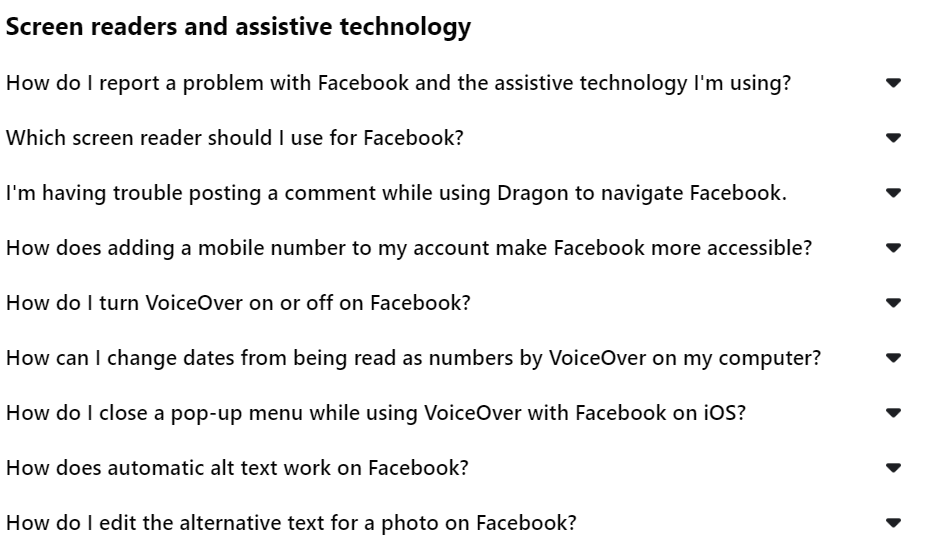 Screen readers and assistive technology
How do I report a problem with Facebook and the assistive technology I'm using?
Which screen reader should I use for Facebook?
I'm having trouble posting a comment while using Dragon to navigate Facebook.
How does adding a mobile number to my account make Facebook more accessible?
How do I turn VoiceOver on or off on Facebook?
How can I change dates from being read as numbers by VoiceOver on my computer?
How do I close a pop-up menu while using VoiceOver with Facebook on iOS?
How does automatic alt text work on Facebook?
How do I edit the alternative text for a photo on Facebook?